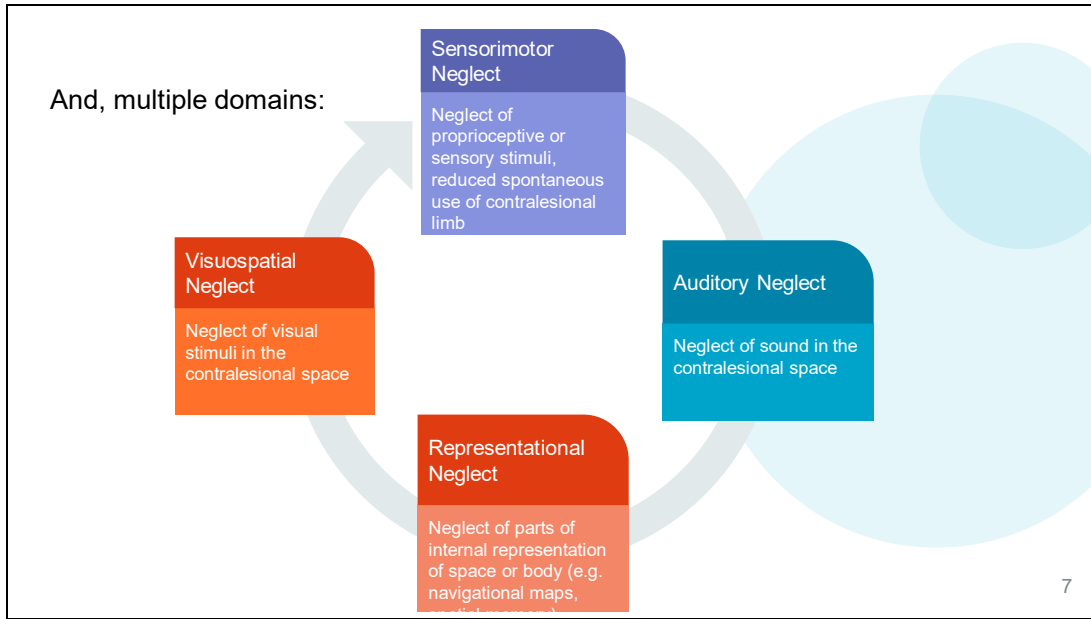 And, multiple domains:
Sensorimotor
Neglect
Neglect of
proprioceptive or
sensory stimuli,
reduced spontaneous
use of contralesional
limb
Auditory Neglect
Neglect of sound in the
contralesional space
Representational
Neglect
Neglect of parts of
internal representation
of space or body (e.g.
navigational maps,
spatial memory)
Visuospatial
Neglect
Neglect of visual
stimuli in the
contralesional space
7